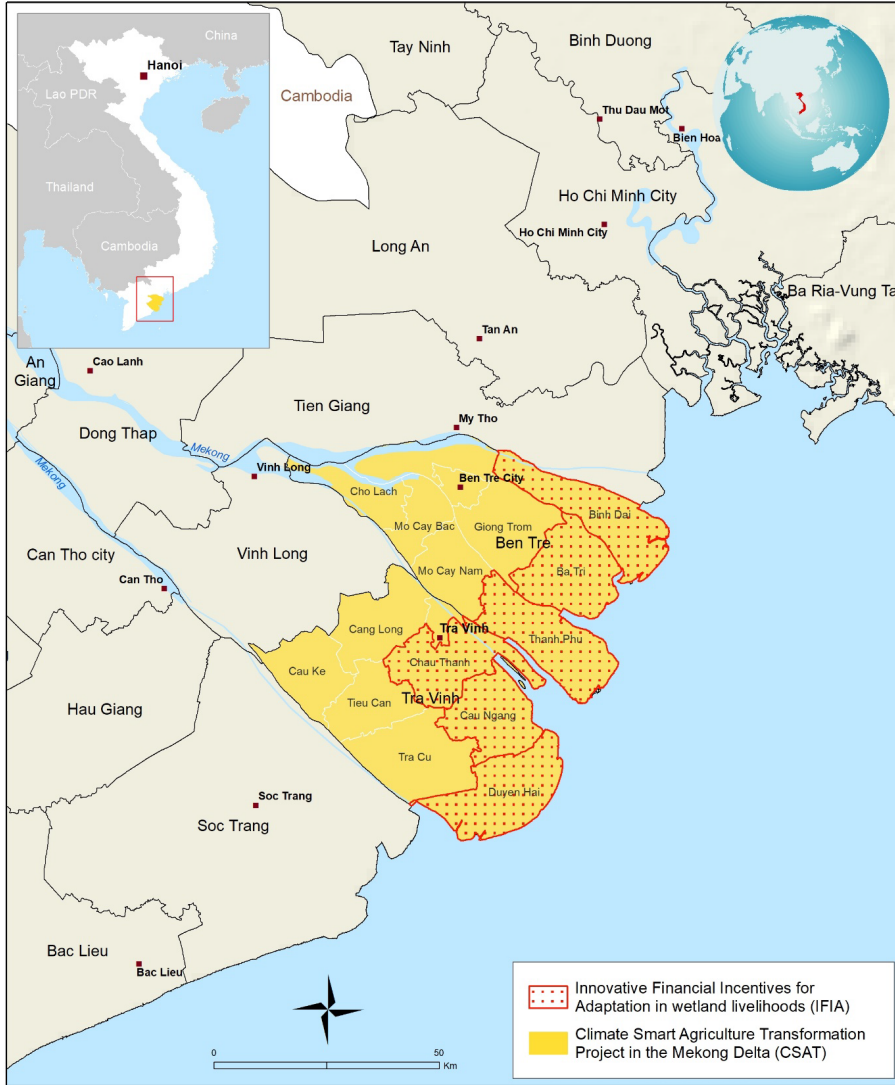 China
Hanoi
Lao PDR
Thailand
Cambodia
Tay Ninh
Binh Duong
Cambodia
Thu Dau Mot
Bien Hoa
Ho Chi Minh City
Ho Chi Minh City
Long An
Ba Ria-Vung Ta
Tan An
An
Giang
Cao Lanh
Tien Giang
My Tho
Dong Thap
Mekong
Mekong
Vinh Long
Ben Tre City
Cho Lach
Binh Dai
Mo Cay Bac
Giong Trom
Ben Tre
Vinh Long
Can Tho city
Ba Tri
Mo Cay Nam
Can Tho
Cang Long
Tra Vinh
Thanh Phu
Chau Thanh
Cau Ke
Tieu Can
Tra Vinh
Hau Giang
Cau Ngang
Tra Cu
Duyen Hai
Soc Trang
Soc Trang
Bac Lieu
Bac Lieu
Innovative Financial Incentives for
Adaptation in wetland livelihoods (IFIA)
Climate Smart Agriculture Transformation
Project in the Mekong Delta (CSAT)
0
50
Km